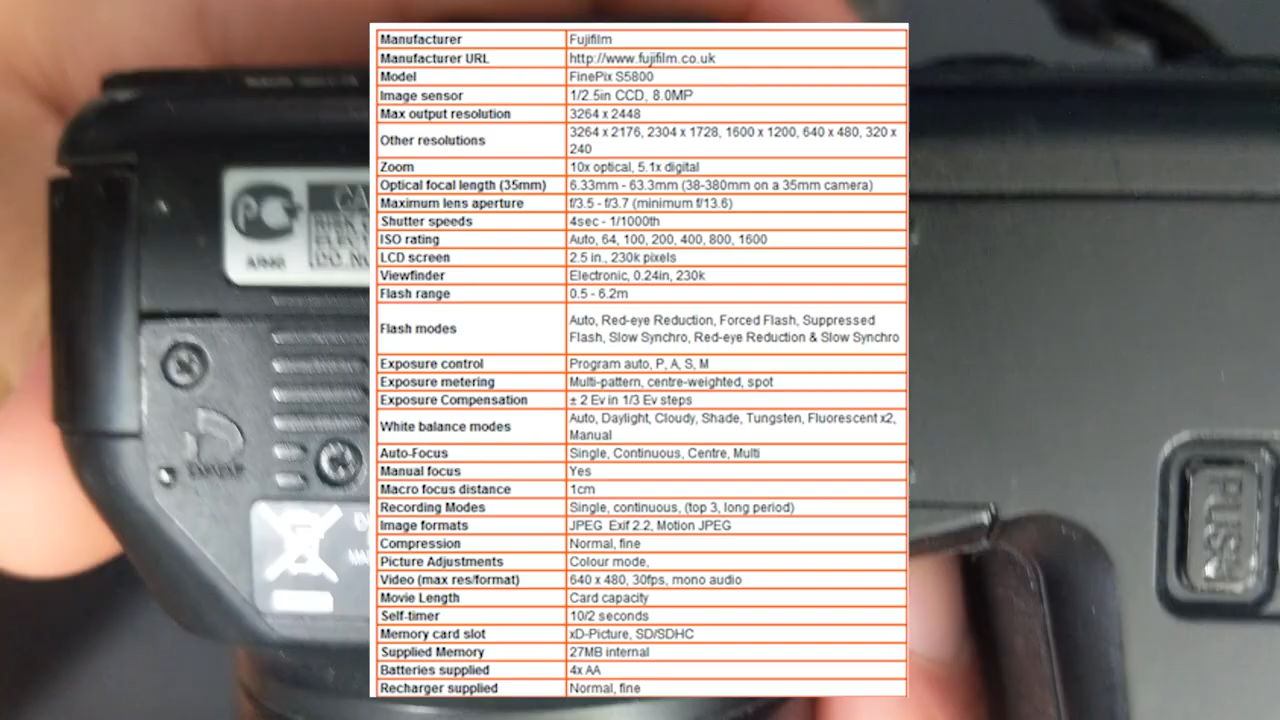 Manufacturer Fujifilm
Manufacturer URL http://www.fujifilm.co.uk
Model FinePix S5800
Image sensor 1/2.5in CCD, 8.0MP
Max output resolution 3264 x 2448
Other resolutions 3264 x 2176, 2304 x 1728, 1600 x 1200, 640 x 480, 320 x
240
Zoom 10x optical, 5.1x digital
Optical focal length (35mm) 6.33mm - 63.3mm (38-380mm on a 35mm camera)
Maximum lens aperture f/3.5 - f/3.7 (minimum f/13.6)
Shutter speeds 4sec - 1/1000th
ISO rating Auto, 64, 100, 200, 400, 800, 1600
LCD screen 2.5 in., 230k pixels
Viewfinder Electronic, 0.24in, 230k
Flash range 0.5 - 6.2m
Flash modes Auto, Red-eye Reduction, Forced Flash, Suppressed
Flash, Slow Synchro, Red-eye Reduction & Slow Synchro
Exposure control Program auto, P, A, S, M
Exposure metering Multi-pattern, centre-weighted, spot
Exposure Compensation ± 2 Ev in 1/3 Ev steps
White balance modes Auto, Daylight, Cloudy, Shade, Tungsten, Fluorescent x2,
Manual
Auto-Focus Single, Continuous, Centre, Multi
Manual focus Yes
Macro focus distance 1cm
Recording Modes Single, continuous, (top 3, long period)
Image formats JPEG Exif 2.2, Motion JPEG
Compression Normal, fine
Picture Adjustments Colour mode,
Video (max res/format) 640 x 480, 30fps, mono audio
Movie Length Card capacity
Self-timer 10/2 seconds
Memory card slot xD-Picture, SD/SDHC
Supplied Memory 27MB internal
Batteries supplied 4x AA
Recharger supplied Normal, fine
PUSH